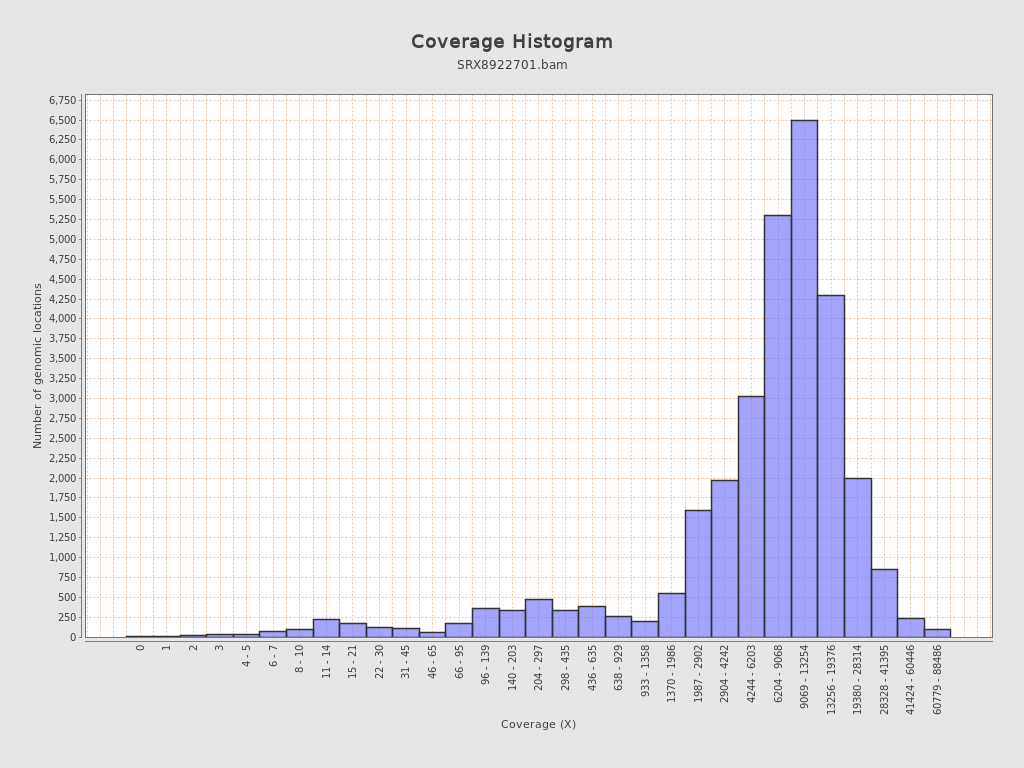 Coverage Histogram
SRX8922701.bam
6,750
6,500
6,250
6,000
5,750
5,500
5,250
5,000
4,750
4,500
4,250
4,000
3,750
3,500
3,250
3,000
2,750
2,500
2,250
2,000
1,750
1,500
1,250
1,000
750
500
250
0
Number of genomic locations
0
1
2
3
4 - 5
6 - 7
8 - 10
11 - 14
15 - 21
22 - 30
31 - 45
46 - 65
66 - 95
96 - 139
140 - 203
204 - 297
298 - 435
436 - 635
638 - 929
933 - 1358
1370 - 1986
1987 - 2902
2904 - 4242
4244 - 6203
6204 - 9068
9069 - 13254
13256 - 19376
19380 - 28314
28328 - 41395
41424 - 60446
60779 - 88486
Coverage (X)